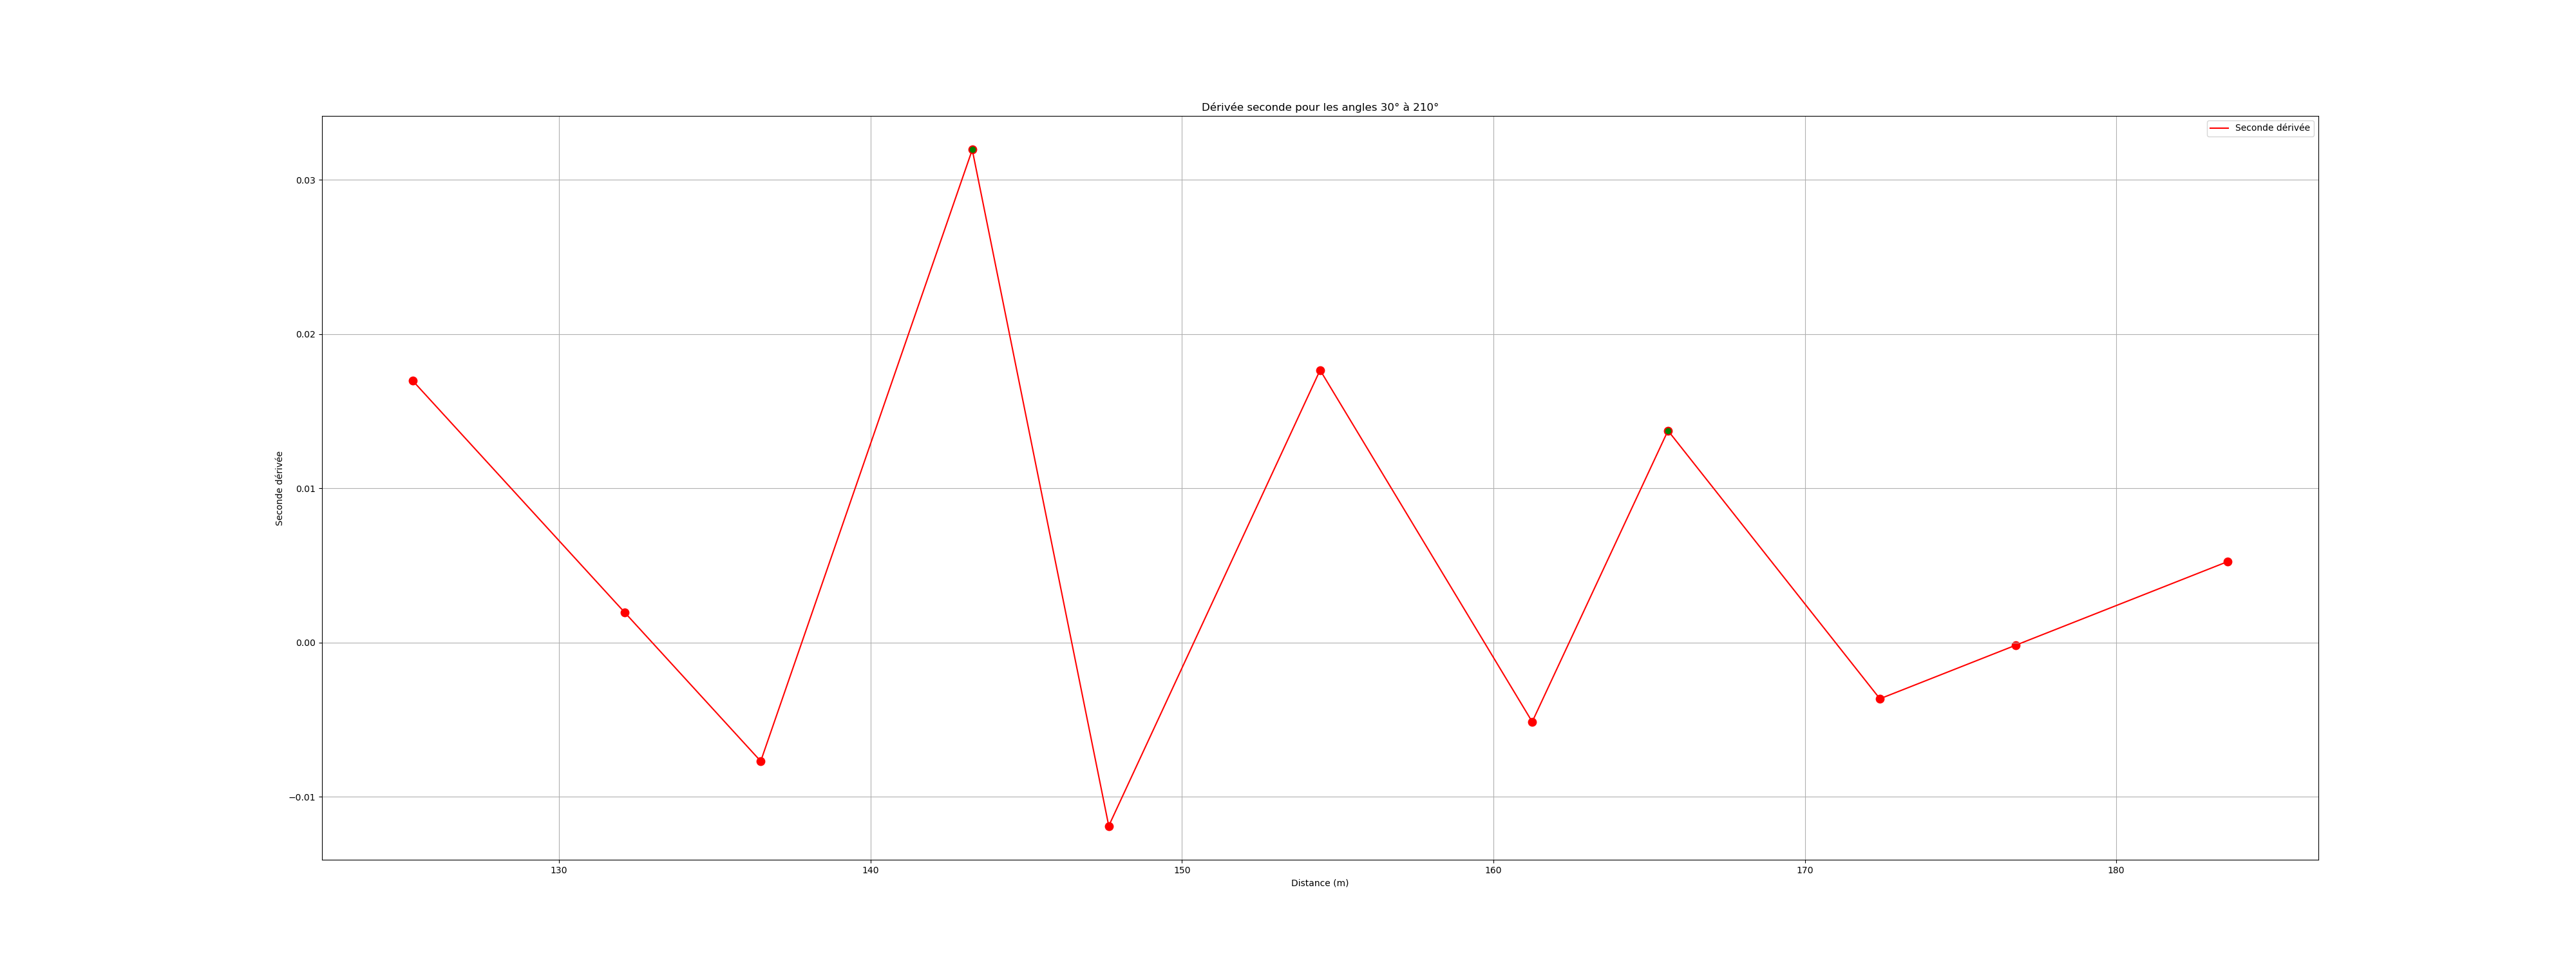 Dérivée seconde pour les angles 30° à 210°
Seconde dérivée
0.03
0.02
0.01
0.00
−0.01
Seconde dérivée
130
140
150
160
170
180
Distance (m)